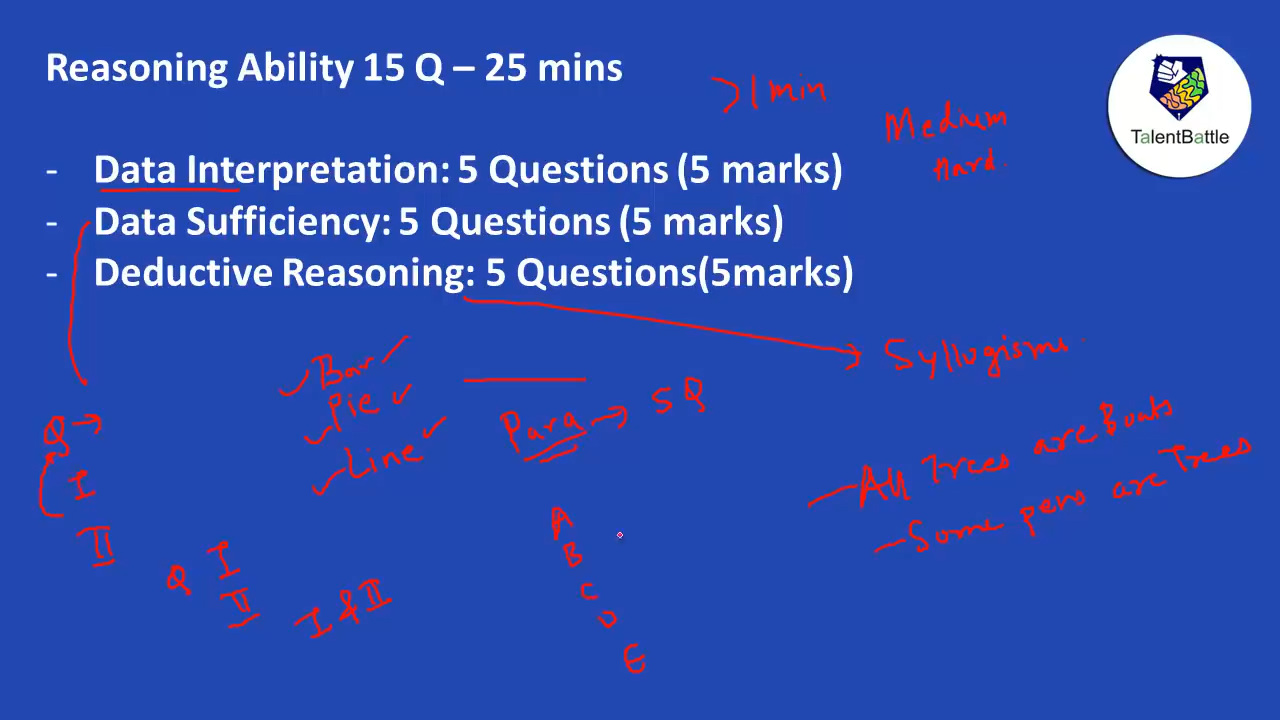 Reasoning Ability 15 Q – 25 mins
>1 min
Medium
Hard.
TalentBattle
- Data Interpretation: 5 Questions (5 marks)
- Data Sufficiency: 5 Questions (5 marks)
- Deductive Reasoning: 5 Questions(5marks)
Syllogisms
Bar
Pie
Line
Para → 5 Q
Q →
I
II
All Trees are Boats
Some pens are Trees
Q I
II
I & II
A
B
C
D
E